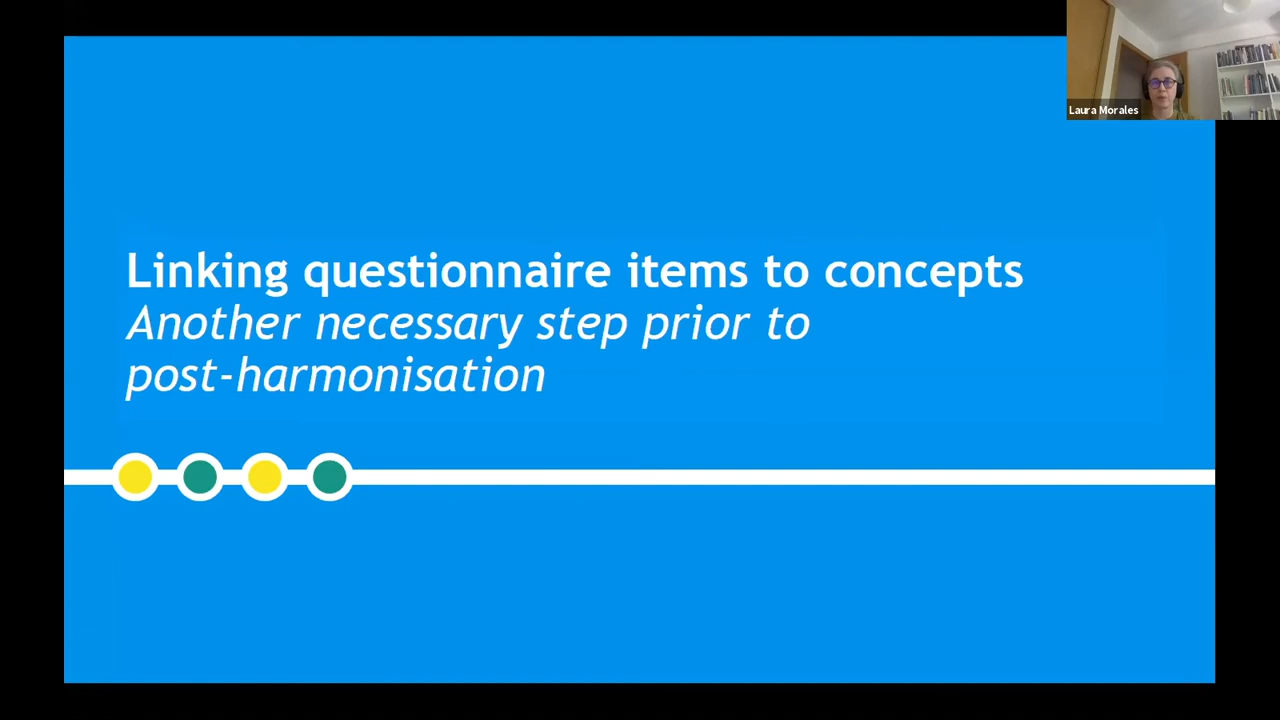 Laura Morales
Linking questionnaire items to concepts
Another necessary step prior to
post-harmonisation